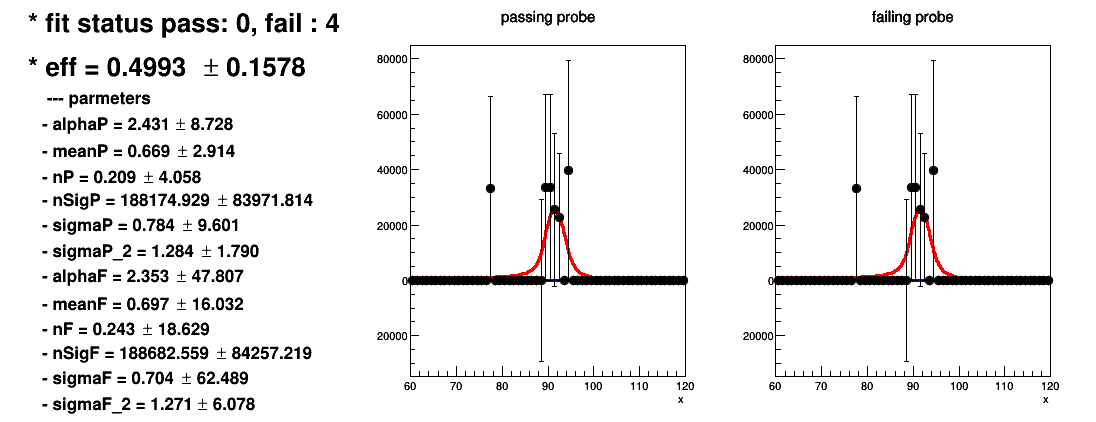 * fit status pass: 0, fail : 4
* eff = 0.4993 ± 0.1578
--- parmeters
- alphaP = 2.431 ± 8.728
- meanP = 0.669 ± 2.914
- nP = 0.209 ± 4.058
- nSigP = 188174.929 ± 83971.814
- sigmaP = 0.784 ± 9.601
- sigmaP_2 = 1.284 ± 1.790
- alphaF = 2.353 ± 47.807
- meanF = 0.697 ± 16.032
- nF = 0.243 ± 18.629
- nSigF = 188682.559 ± 84257.219
- sigmaF = 0.704 ± 62.489
- sigmaF_2 = 1.271 ± 6.078
passing probe
80000
60000
40000
20000
0
20000
60 70 80 90 100 110 120
x
failing probe
80000
60000
40000
20000
0
20000
60 70 80 90 100 110 120
x